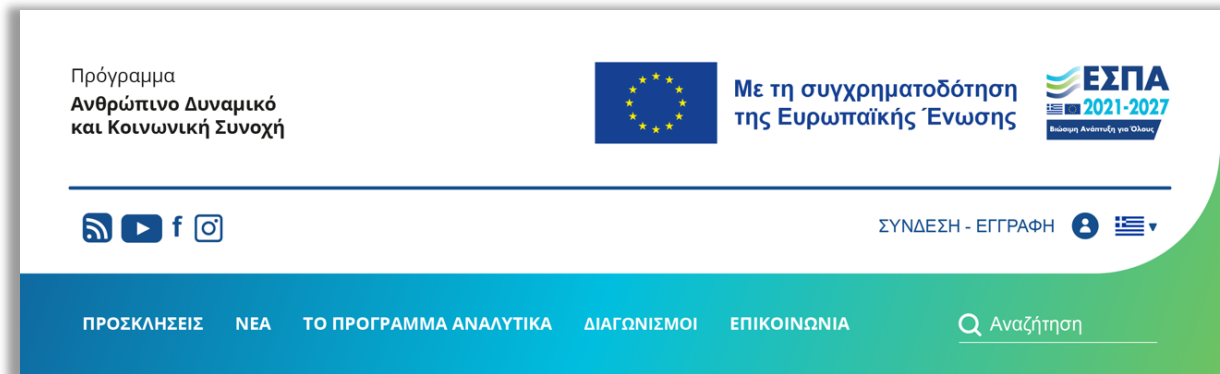 Πρόγραμμα
Ανθρώπινο Δυναμικό
και Κοινωνική Συνοχή
Με τη συγχρηματοδότηση
της Ευρωπαϊκής Ένωσης
ΕΣΠΑ
2021-2027
Βιώσιμη Ανάπτυξη για Όλους
f
ΣΥΝΔΕΣΗ - ΕΓΓΡΑΦΗ
ΠΡΟΣΚΛΗΣΕΙΣ ΝΕΑ ΤΟ ΠΡΟΓΡΑΜΜΑ ΑΝΑΛΥΤΙΚΑ ΔΙΑΓΩΝΙΣΜΟΙ ΕΠΙΚΟΙΝΩΝΙΑ Αναζήτηση